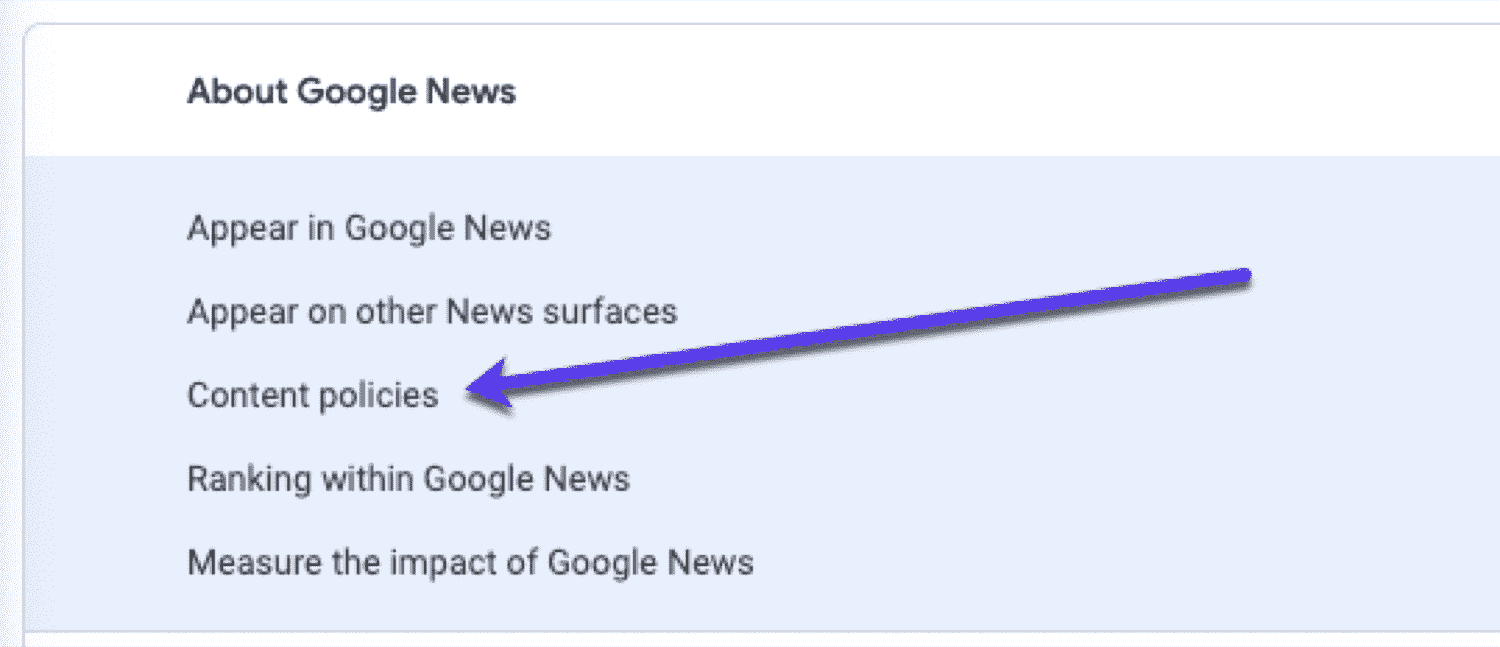 About Google News
Appear in Google News
Appear on other News surfaces
Content policies
Ranking within Google News
Measure the impact of Google News